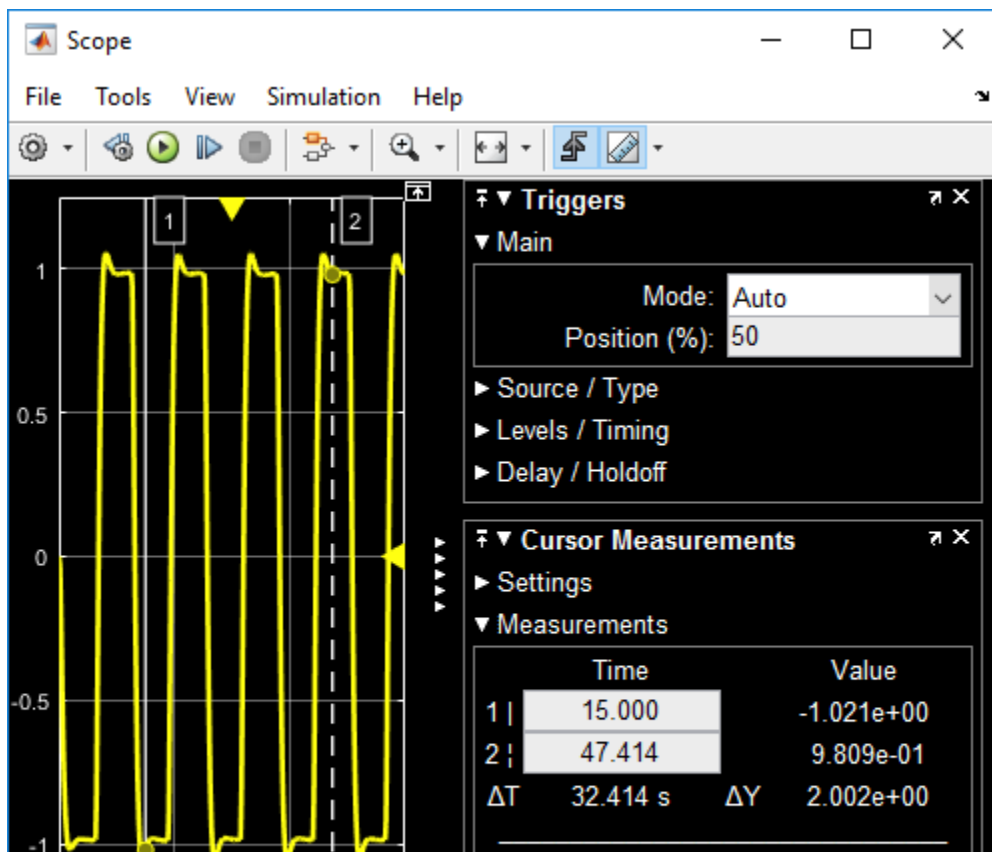 Scope
File Tools View Simulation Help
1 2
1
0.5
0
-0.5
-1
Triggers
Main
Mode: Auto
Position (%): 50
Source / Type
Levels / Timing
Delay / Holdoff
Cursor Measurements
Settings
Measurements
Time Value
1 | 15.000 -1.021e+00
2 ¦ 47.414 9.809e-01
ΔT 32.414 s ΔY 2.002e+00